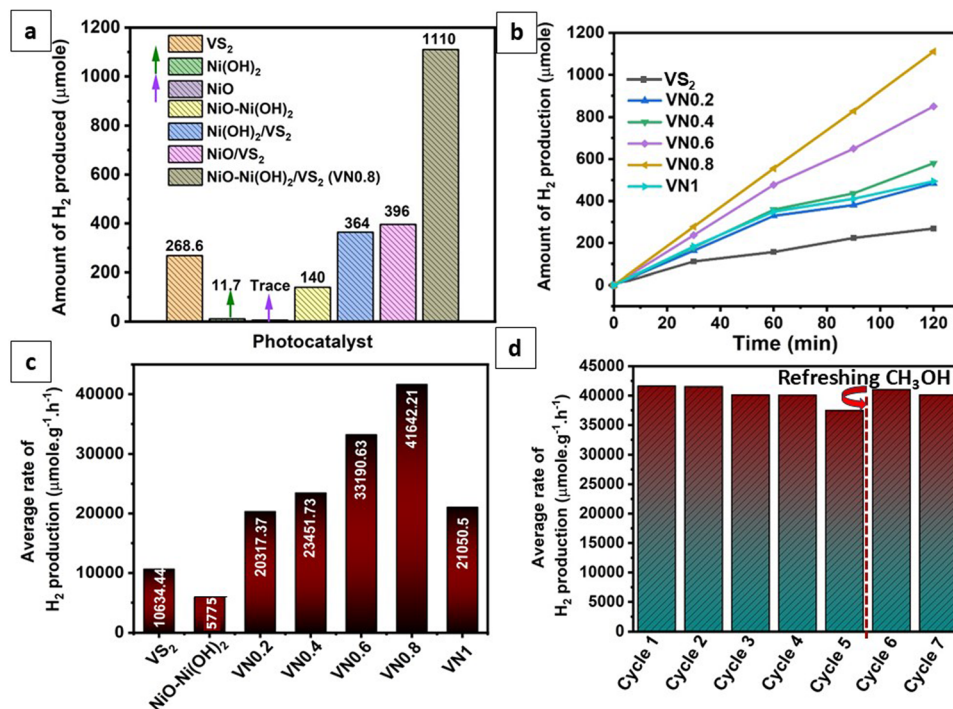 a
Amount of H₂ produced (μmole)
1200
1000
800
600
400
200
0
VS₂
Ni(OH)₂
NiO
NiO-Ni(OH)₂
Ni(OH)₂/VS₂
NiO/VS₂
NiO-Ni(OH)₂/VS₂ (VN0.8)
268.6
11.7
Trace
140
364
396
1110
Photocatalyst
b
Amount of H₂ production (μmole)
1200
1000
800
600
400
200
0
VS₂
VN0.2
VN0.4
VN0.6
VN0.8
VN1
0
20
40
60
80
100
120
Time (min)
c
Average rate of
H₂ production (μmole.g⁻¹.h⁻¹)
40000
30000
20000
10000
0
10634.44
5775
20317.37
23451.73
33190.63
41642.21
21050.5
VS₂
NiO-Ni(OH)₂
VN0.2
VN0.4
VN0.6
VN0.8
VN1
d
Average rate of
H₂ production (μmole.g⁻¹.h⁻¹)
45000
40000
35000
30000
25000
20000
15000
10000
5000
0
Refreshing CH₃OH
Cycle 1
Cycle 2
Cycle 3
Cycle 4
Cycle 5
Cycle 6
Cycle 7